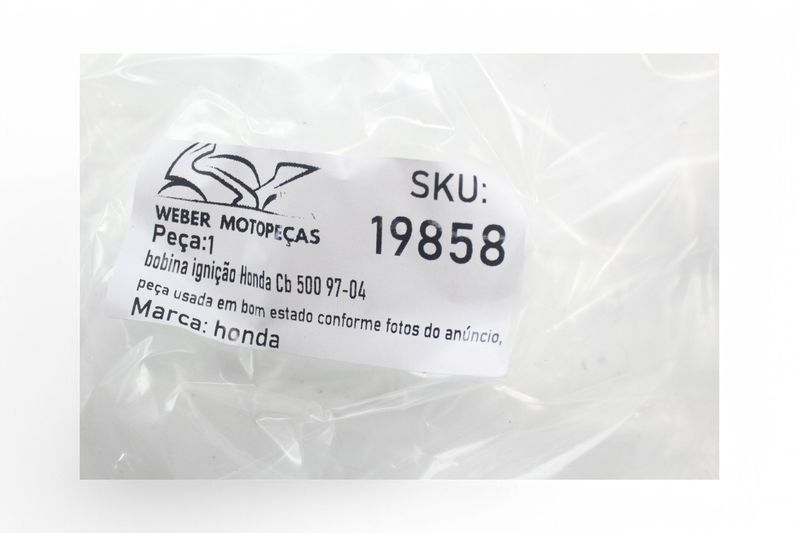 WEBER MOTOPEÇAS
SKU:
19858
Peça:1
bobina ignição Honda Cb 500 97-04
peça usada em bom estado conforme fotos do anúncio,
Marca: honda